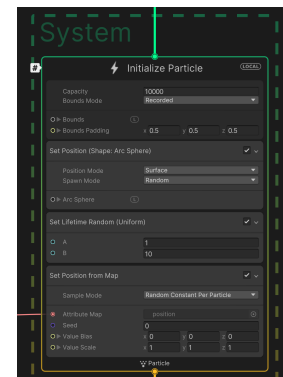 System
# Initialize Particle LOCAL
Capacity 10000
Bounds Mode Recorded
Bounds L
Bounds Padding x 0.5 y 0.5 z 0.5
Set Position (Shape: Arc Sphere)
Position Mode Surface
Spawn Mode Random
Arc Sphere L
Set Lifetime Random (Uniform)
A 1
B 10
Set Position from Map
Sample Mode Random Constant Per Particle
Attribute Map position
Seed 0
Value Bias x 0 y 0 z 0
Value Scale x 1 y 1 z 1
Particle